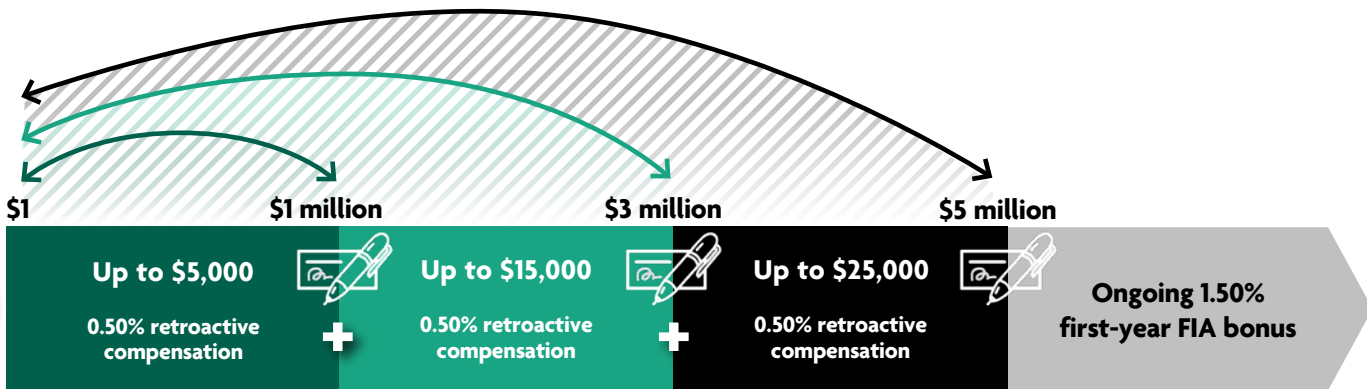 $1
$1 million
$3 million
$5 million
Up to $5,000
0.50% retroactive
compensation
+
Up to $15,000
0.50% retroactive
compensation
+
Up to $25,000
0.50% retroactive
compensation
Ongoing 1.50%
first-year FIA bonus